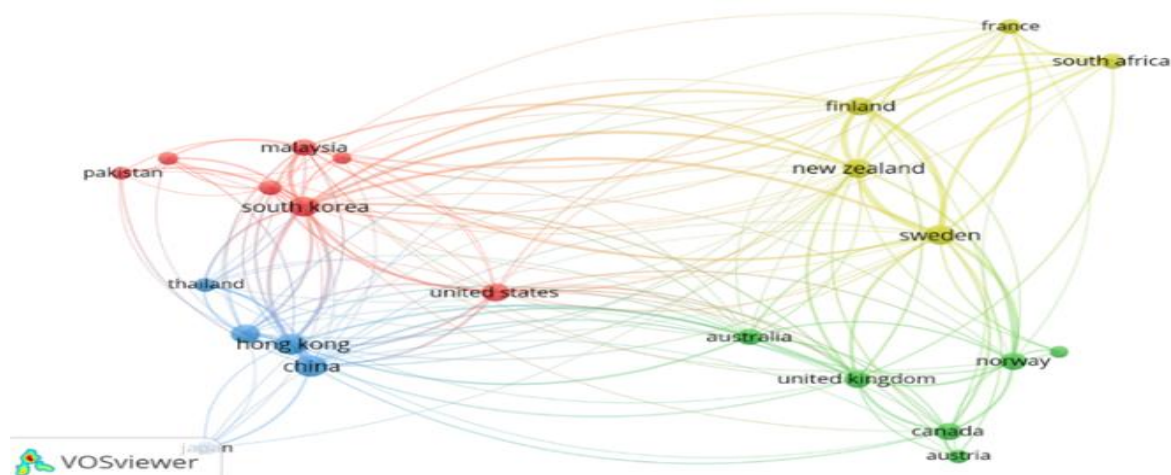 france
south africa
finland
malaysia
pakistan
new zealand
south korea
sweden
thailand
united states
australia
hong kong
norway
china
united kingdom
canada
japan
austria
VOSviewer